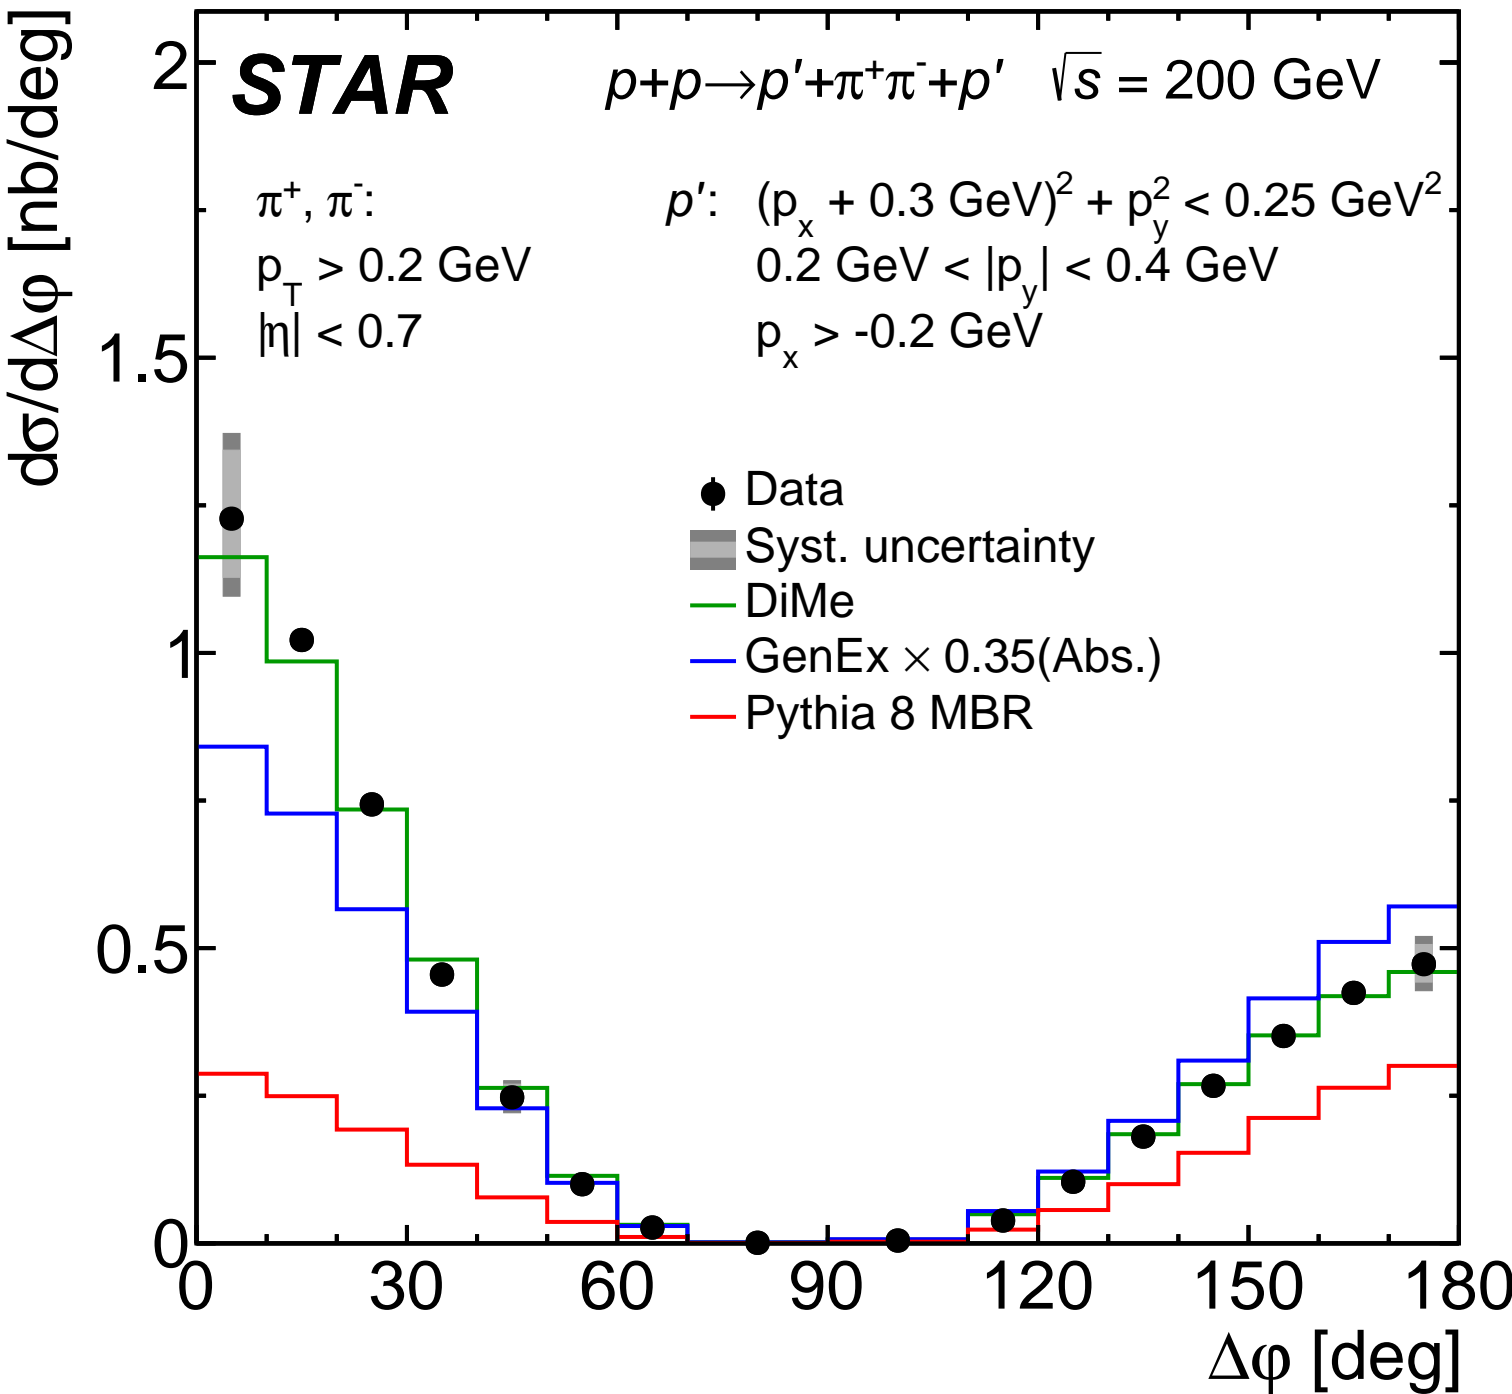 dσ/dΔφ [nb/deg]
2
1.5
1
0.5
0
STAR p+p→p′+π⁺π⁻+p′ √s = 200 GeV
π⁺, π⁻: p′: (pₓ + 0.3 GeV)² + p_y² < 0.25 GeV²
p_T > 0.2 GeV 0.2 GeV < |p_y| < 0.4 GeV
|η| < 0.7 pₓ > -0.2 GeV
Data
Syst. uncertainty
DiMe
GenEx × 0.35(Abs.)
Pythia 8 MBR
0 30 60 90 120 150 180
Δφ [deg]